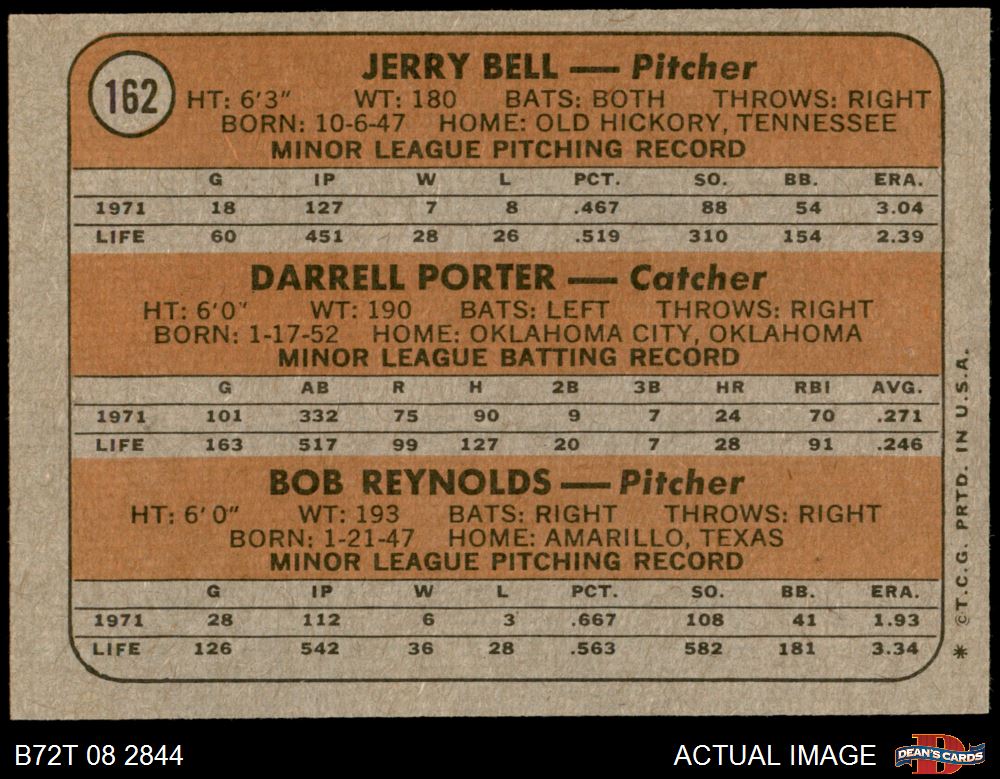 162
JERRY BELL — Pitcher
HT: 6'3" WT: 180 BATS: BOTH THROWS: RIGHT
BORN: 10-6-47 HOME: OLD HICKORY, TENNESSEE
MINOR LEAGUE PITCHING RECORD
G IP W L PCT. SO. BB. ERA.
1971 18 127 7 8 .467 88 54 3.04
LIFE 60 451 28 26 .519 310 154 2.39
DARRELL PORTER — Catcher
HT: 6'0" WT: 190 BATS: LEFT THROWS: RIGHT
BORN: 1-17-52 HOME: OKLAHOMA CITY, OKLAHOMA
MINOR LEAGUE BATTING RECORD
G AB R H 2B 3B HR RBI AVG.
1971 101 332 75 90 9 7 24 70 .271
LIFE 163 517 99 127 20 7 28 91 .246
BOB REYNOLDS — Pitcher
HT: 6'0" WT: 193 BATS: RIGHT THROWS: RIGHT
BORN: 1-21-47 HOME: AMARILLO, TEXAS
MINOR LEAGUE PITCHING RECORD
G IP W L PCT. SO. BB. ERA.
1971 28 112 6 3 .667 108 41 1.93
LIFE 126 542 36 28 .563 582 181 3.34
* ©T.C.G. PRTD. IN U.S.A.
B72T 08 2844 ACTUAL IMAGE
D
DEAN'S CARDS